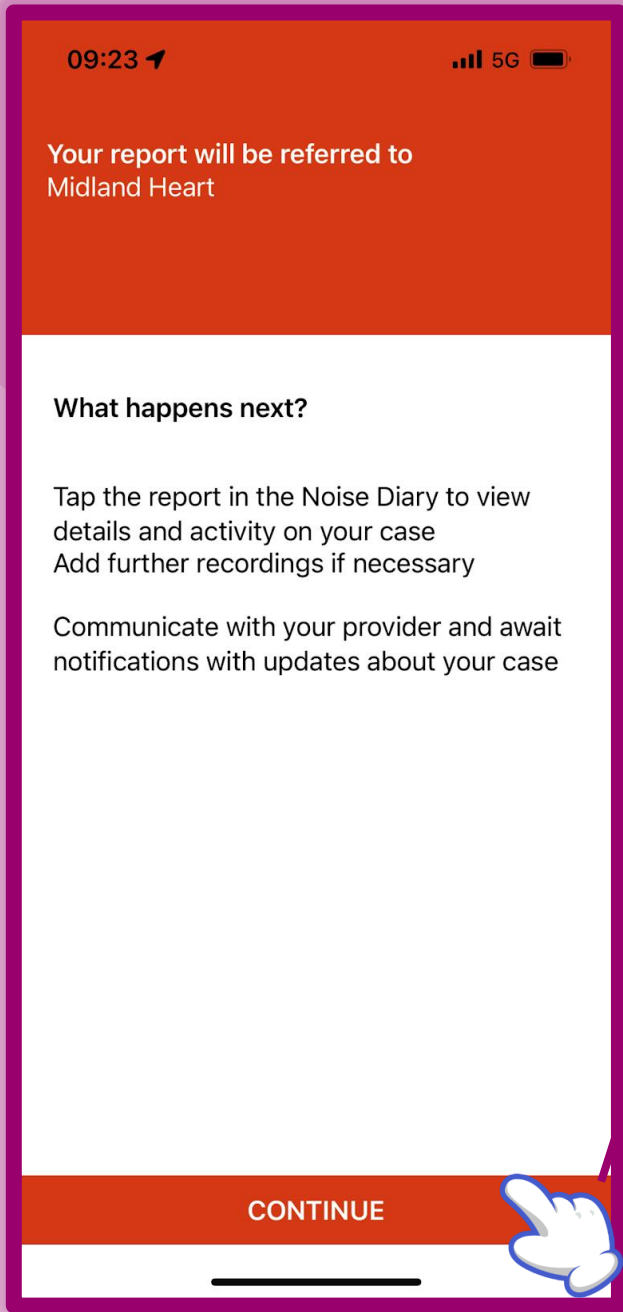 09:23
5G
Your report will be referred to
Midland Heart
What happens next?
Tap the report in the Noise Diary to view
details and activity on your case
Add further recordings if necessary
Communicate with your provider and await
notifications with updates about your case
CONTINUE